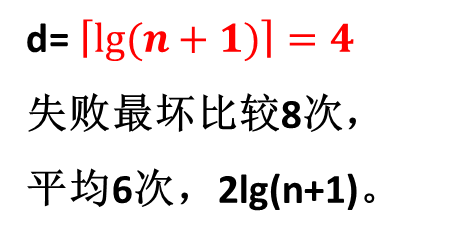 d= ⌈lg(n + 1)⌉ = 4
失败最坏比较8次，
平均6次，2lg(n+1)。